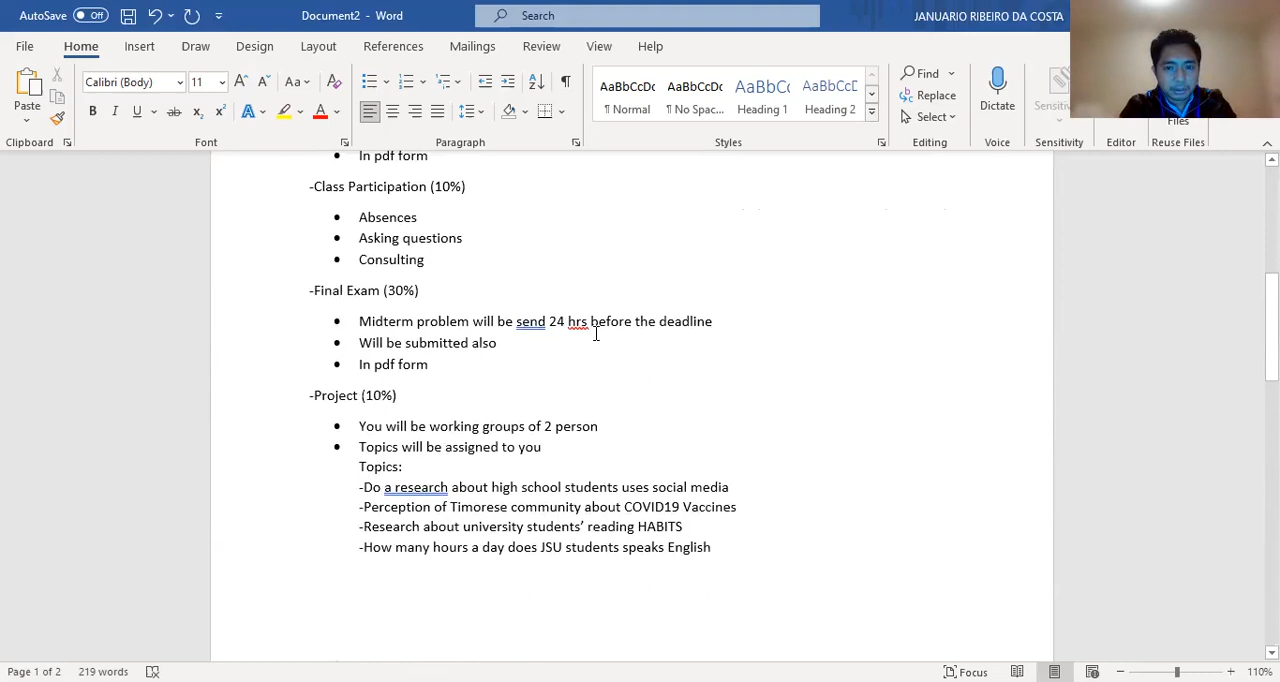 AutoSave Off Document2 - Word Search JANUARIO RIBEIRO DA COSTA
File Home Insert Draw Design Layout References Mailings Review View Help
Paste Calibri (Body) 11 Aa
B I U ab x2 x2 A A
AaBbCcDc AaBbCcDc AaBbC AaBbCcD
¶ Normal ¶ No Spac... Heading 1 Heading 2
Find Replace Select
Dictate Files
Clipboard Font Paragraph Styles Editing Voice Sensitivity Editor Reuse Files
In pdf form
-Class Participation (10%)
Absences
Asking questions
Consulting
-Final Exam (30%)
Midterm problem will be send 24 hrs before the deadline
Will be submitted also
In pdf form
-Project (10%)
You will be working groups of 2 person
Topics will be assigned to you
Topics:
-Do a research about high school students uses social media
-Perception of Timorese community about COVID19 Vaccines
-Research about university students’ reading HABITS
-How many hours a day does JSU students speaks English
Page 1 of 2 219 words Focus 110%